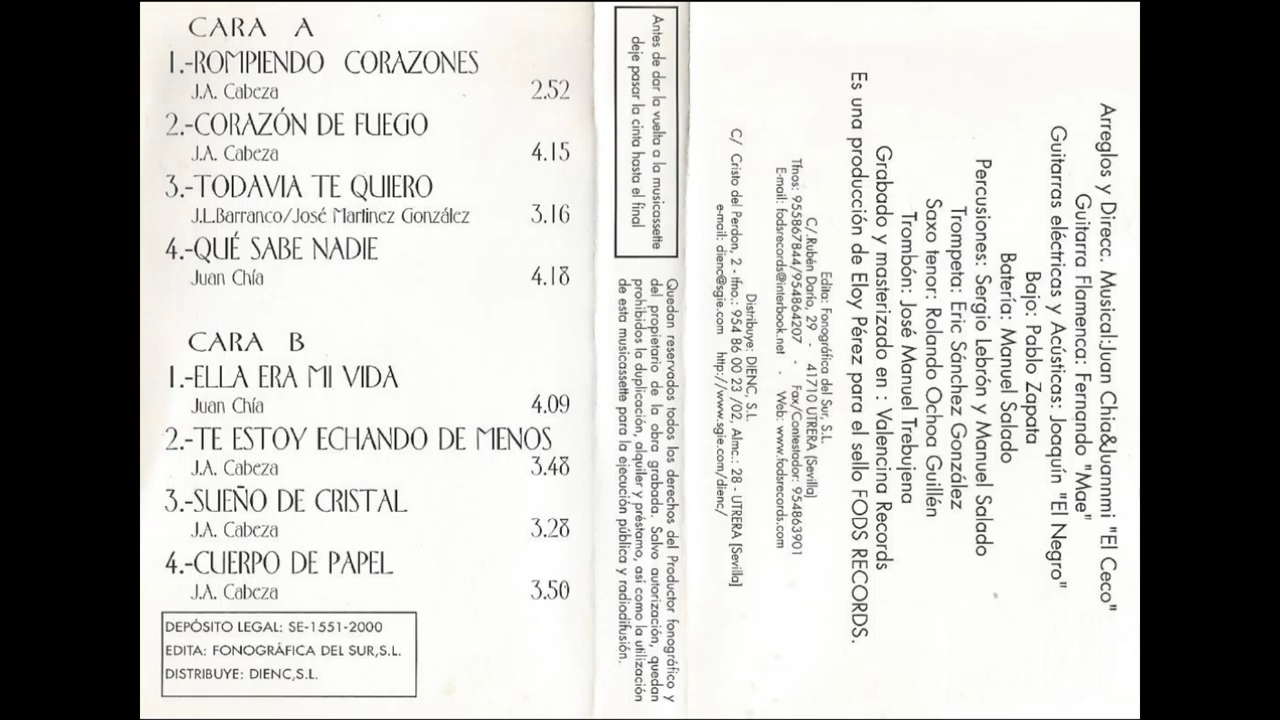 CARA A
1.-ROMPIENDO CORAZONES
J.A. Cabeza 2.52
2.-CORAZÓN DE FUEGO
J.A. Cabeza 4.15
3.-TODAVIA TE QUIERO
J.L.Barranco/José Martinez González 3.16
4.-QUÉ SABE NADIE
Juan Chía 4.18
CARA B
1.-ELLA ERA MI VIDA
Juan Chía 4.09
2.-TE ESTOY ECHANDO DE MENOS
J.A. Cabeza 3.48
3.-SUEÑO DE CRISTAL
J.A. Cabeza 3.28
4.-CUERPO DE PAPEL
J.A. Cabeza 3.50
DEPÓSITO LEGAL: SE-1551-2000
EDITA: FONOGRÁFICA DEL SUR,S.L.
DISTRIBUYE: DIENC,S.L.
Antes de dar la vuelta a la musicassette
deje pasar la cinta hasta el final
Quedan reservados todos los derechos del Productor fonográfico y
del propietario de la obra grabada. Salvo autorización, quedan
prohibidos la duplicación, alquiler y préstamo, así como la utilización
de esta musicassette para la ejecución pública y radiodifusión.
Arreglos y Direcc. Musical:Juan Chia&Juanmi "El Ceco"
Guitarra Flamenca: Fernando "Mae"
Guitarras eléctricas y Acústicas: Joaquín "El Negro"
Bajo: Pablo Zapata
Batería: Manuel Salado
Percusiones: Sergio Lebrón y Manuel Salado
Trompeta: Eric Sánchez González
Saxo tenor: Rolando Ochoa Guillén
Trombón: José Manuel Trebujena
Grabado y masterizado en : Valencina Records
Es una producción de Eloy Pérez para el sello FODS RECORDS.
Edita: Fonográfica del Sur, S.L.
C/.Rubén Darío, 29 - 41710 UTRERA (Sevilla)
Tfnos: 955867844/954864207 - Fax/Contestador: 954863901
E-mail: fodsrecords@interbook.net - Web: www.fodsrecords.com
Distribuye: DIENC, S.L.
C/ Cristo del Perdon, 2 - tfno.: 954 86 00 23 /02, Almc.: 28 - UTRERA (Sevilla)
e-mail: dienc@sgie.com http://www.sgie.com/dienc/